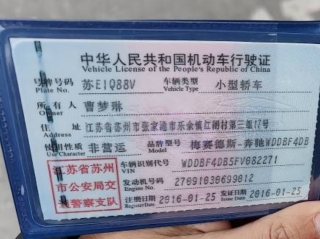 中华人民共和国机动车行驶证
Vehicle License of the People's Republic of China
号牌号码 苏E1Q88V 车辆类型 小型轿车
Plate No. Vehicle Type
所有人 曹梦琳
Owner
住址 江苏省苏州市张家港市乐余镇红闸村第三组17号
Address
使用性质 非营运 品牌型号 梅赛德斯-奔驰WDDBF4DB
Use Character Model
江苏省苏州市公安局交警察支队
车辆识别代号 WDDBF4DB5FV082271
VIN
发动机号码 27091030699012
Engine No.
注册日期 2016-01-25 发证日期 2016-01-25
Register Date Issue Date